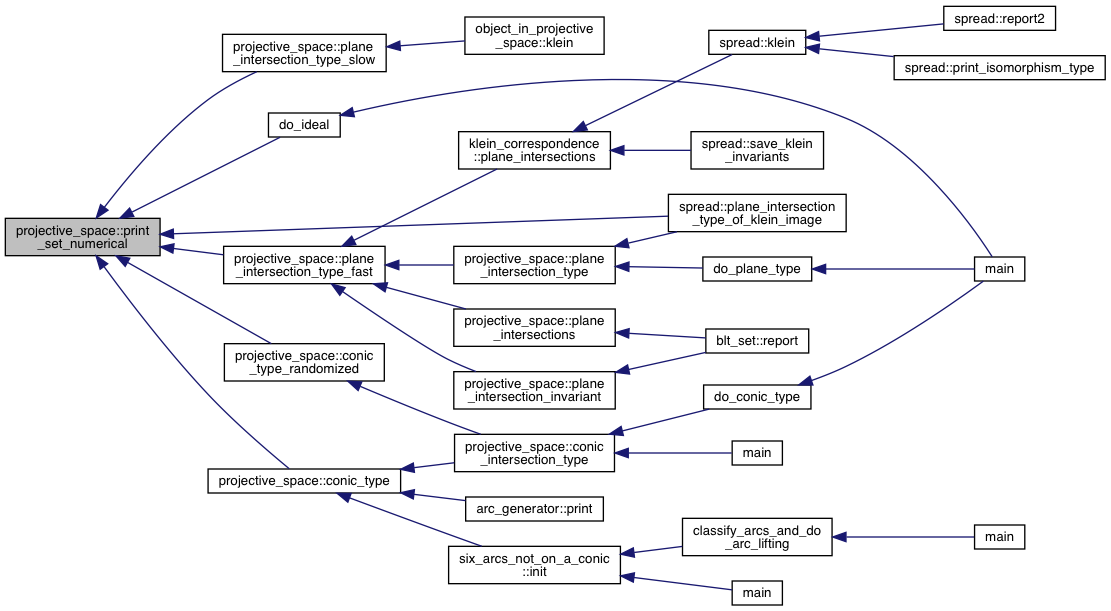 projective_space::print
_set_numerical
projective_space::plane
_intersection_type_slow
object_in_projective
_space::klein
do_ideal
projective_space::plane
_intersection_type_fast
klein_correspondence
::plane_intersections
spread::klein
spread::report2
spread::print_isomorphism_type
spread::save_klein
_invariants
spread::plane_intersection
_type_of_klein_image
projective_space::plane
_intersection_type
do_plane_type
main
projective_space::plane
_intersections
blt_set::report
projective_space::plane
_intersection_invariant
projective_space::conic
_type_randomized
projective_space::conic
_intersection_type
do_conic_type
main
projective_space::conic_type
arc_generator::print
six_arcs_not_on_a_conic
::init
classify_arcs_and_do
_arc_lifting
main
main